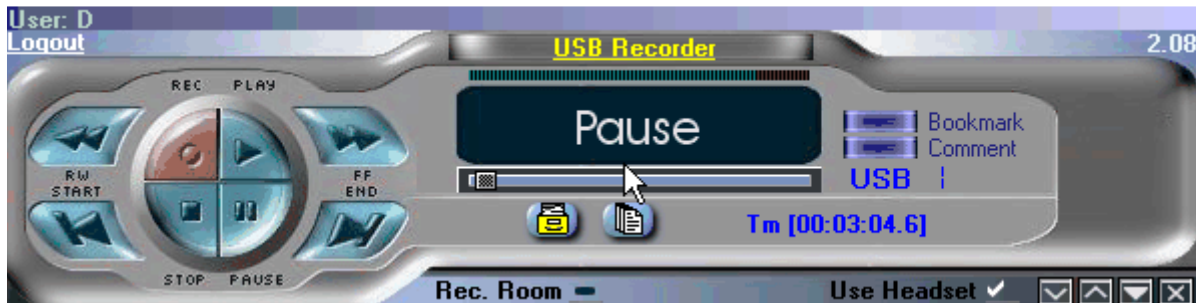 User: D
Logout
USB Recorder
2.08
REC PLAY
Pause
Bookmark
Comment
RW
START
FF
END
USB
Tm [00:03:04.6]
STOP PAUSE
Rec. Room
Use Headset